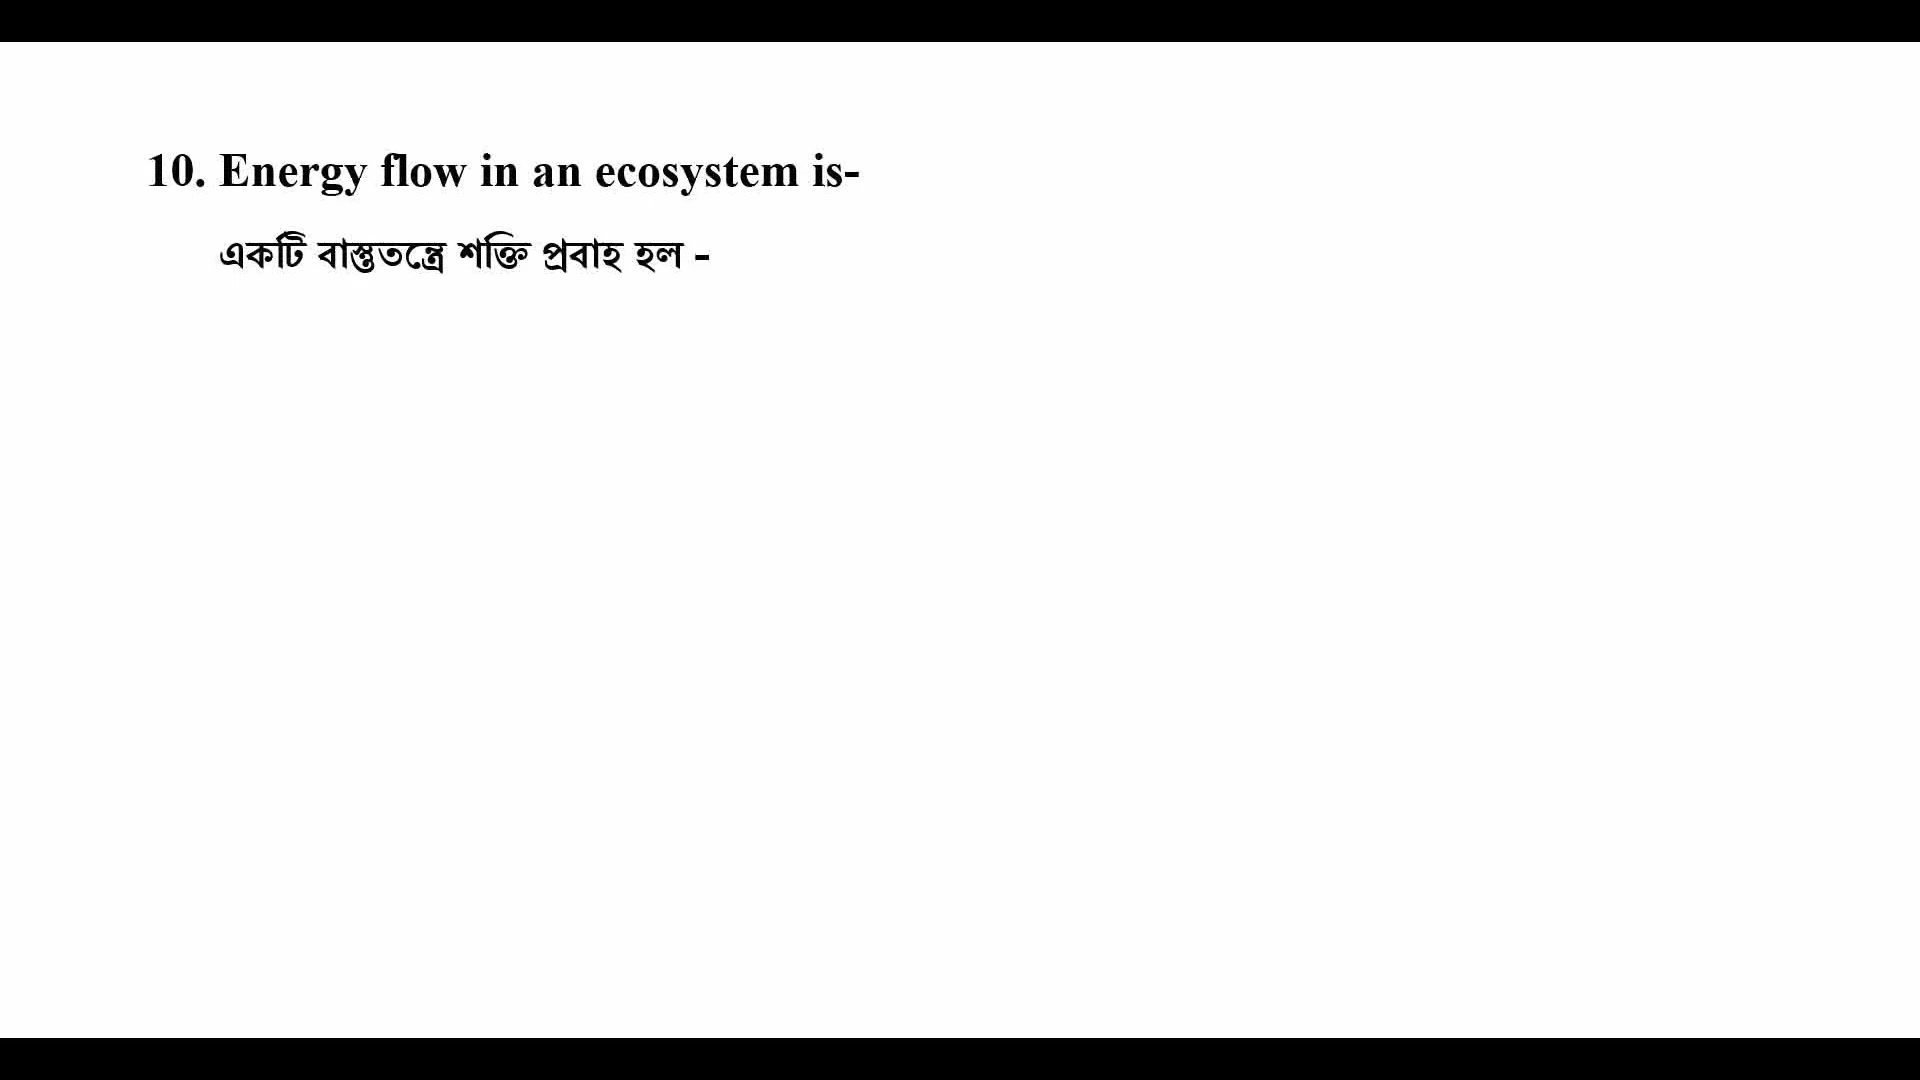 10. Energy flow in an ecosystem is-
একটি বাস্তুতন্ত্রে শক্তি প্রবাহ হল -